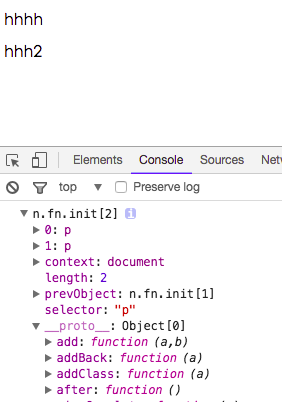 hhhh
hhh2
Elements Console Sources Netw
top Preserve log
n.fn.init[2] i
0: p
1: p
context: document
length: 2
prevObject: n.fn.init[1]
selector: "p"
__proto__: Object[0]
add: function (a,b)
addBack: function (a)
addClass: function (a)
after: function ()